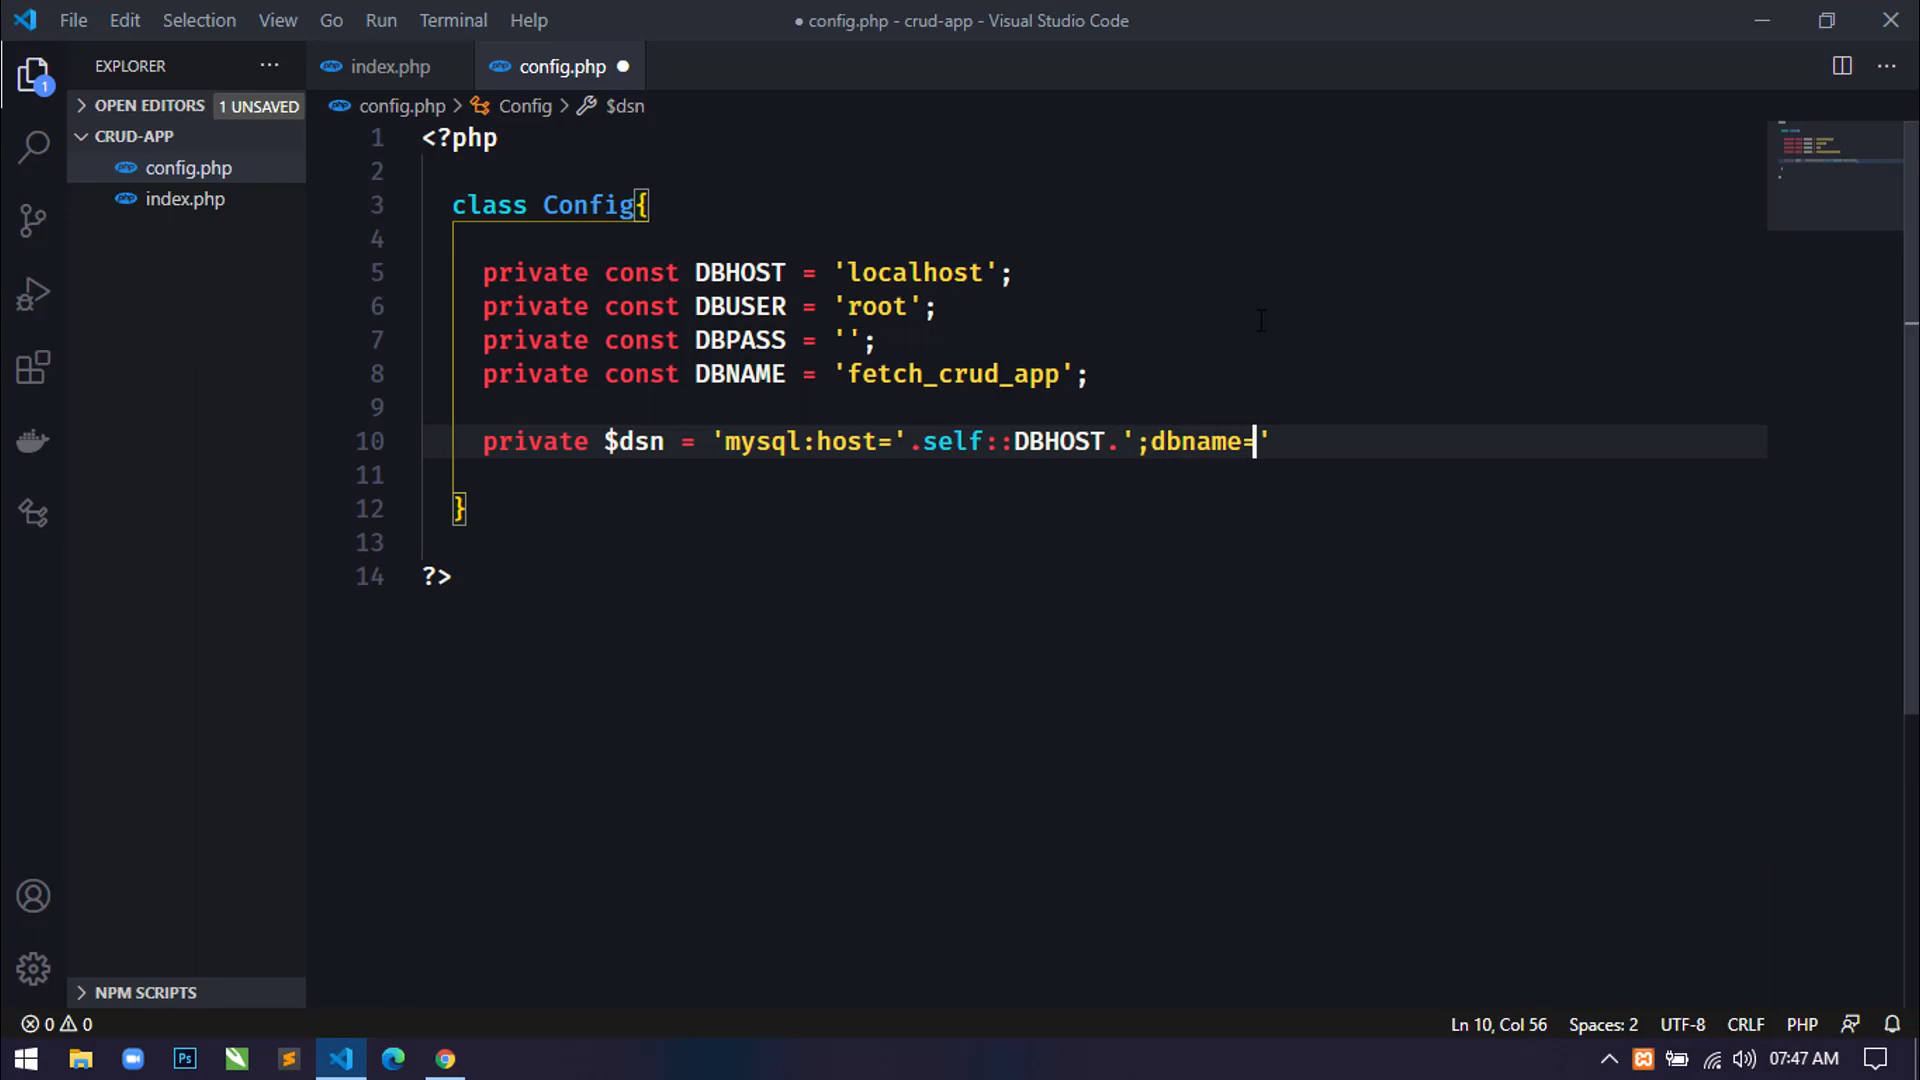 File Edit Selection View Go Run Terminal Help
● config.php - crud-app - Visual Studio Code
EXPLORER
index.php
config.php
OPEN EDITORS 1 UNSAVED
config.php > Config > $dsn
CRUD-APP
config.php
index.php
1 <?php
2
3 class Config{
4
5 private const DBHOST = 'localhost';
6 private const DBUSER = 'root';
7 private const DBPASS = '';
8 private const DBNAME = 'fetch_crud_app';
9
10 private $dsn = 'mysql:host='.self::DBHOST.';dbname='
11
12 }
13
14 ?>
1
NPM SCRIPTS
0 0
Ln 10, Col 56 Spaces: 2 UTF-8 CRLF PHP
Ps
07:47 AM